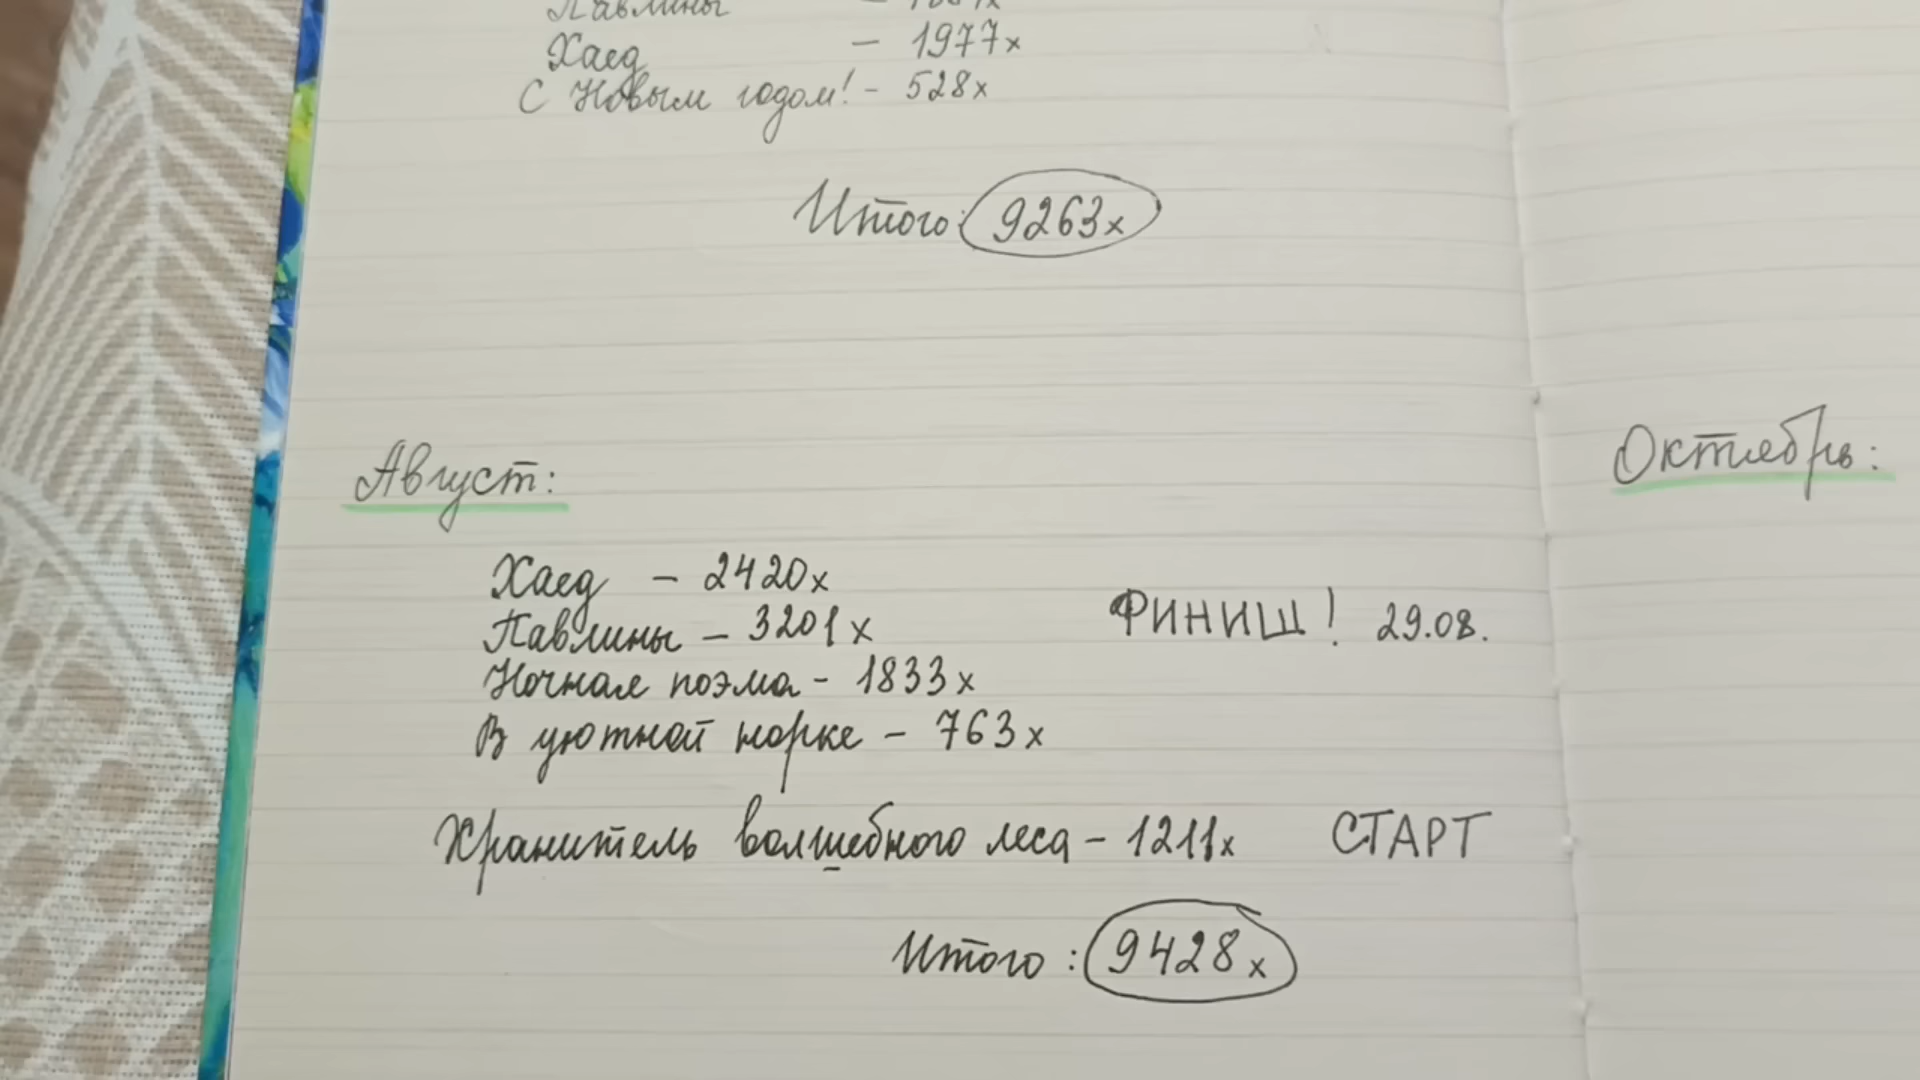 Павлины –
Хаед – 1977х
С Новым годом! – 528х
Итого: 9263х
Август:
Хаед – 2420х
Павлины – 3201х ФИНИШ! 29.08.
Ночная поэма – 1833х
В уютной норке – 763х
Хранитель волшебного леса – 1211х СТАРТ
Итого: 9428х
Октябрь: